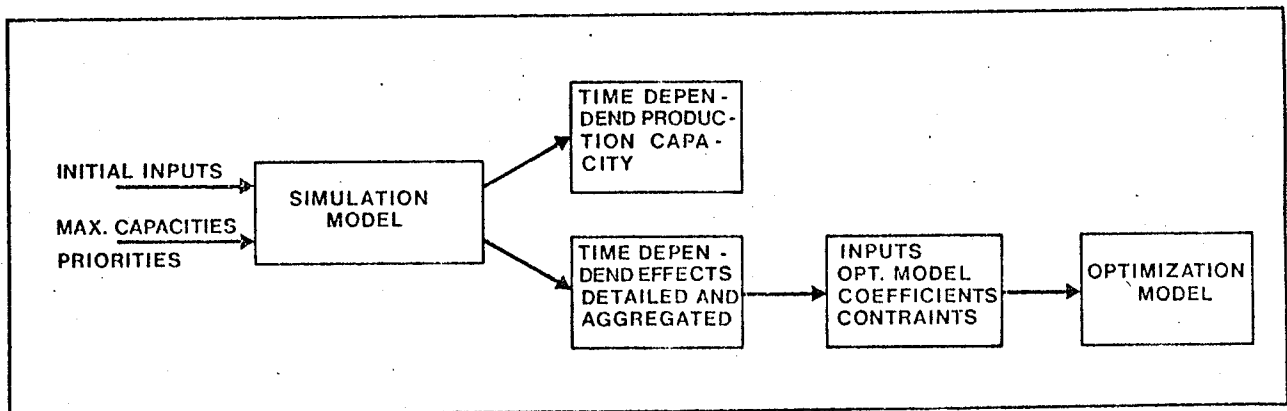 INITIAL INPUTS
MAX. CAPACITIES
PRIORITIES
SIMULATION
MODEL
TIME DEPEN-
DEND PRODUC-
TION CAPA-
CITY
TIME DEPEN-
DEND EFFECTS
DETAILED AND
AGGREGATED
INPUTS
OPT. MODEL
COEFFICIENTS
CONTRAINTS
OPTIMIZATION
MODEL